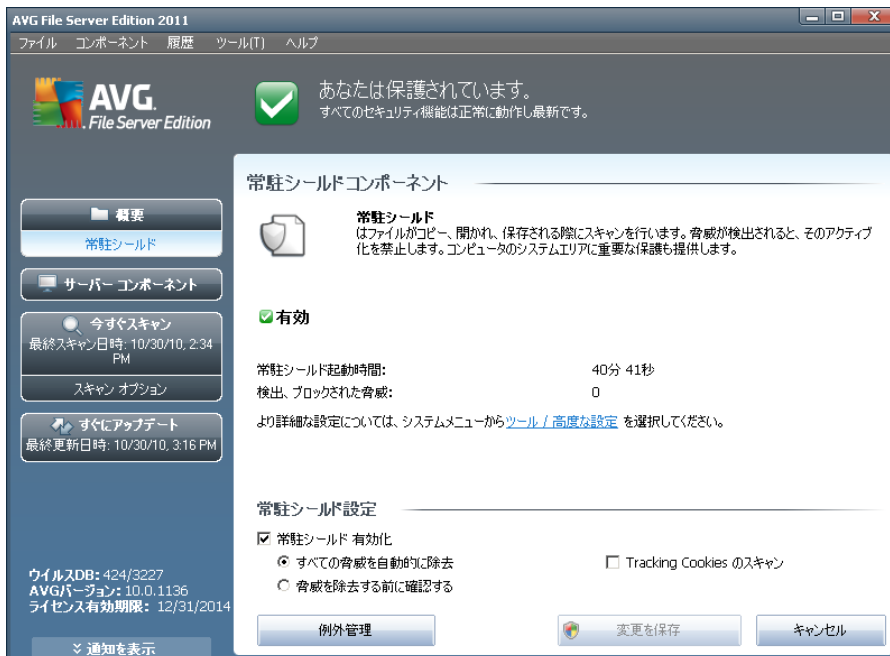 AVG File Server Edition 2011
ファイル コンポーネント 履歴 ツール(T) ヘルプ
AVG.
File Server Edition
あなたは保護されています。
すべてのセキュリティ機能は正常に動作し最新です。
概要
常駐シールド
サーバー コンポーネント
今すぐスキャン
最終スキャン日時: 10/30/10, 2:34
PM
スキャン オプション
すぐにアップデート
最終更新日時: 10/30/10, 3:16 PM
ウイルスDB: 424/3227
AVGバージョン: 10.0.1136
ライセンス有効期限: 12/31/2014
通知を表示
常駐シールドコンポーネント
常駐シールド
はファイルがコピー、開かれ、保存される際にスキャンを行います。脅威が検出されると、そのアクティブ
化を禁止します。コンピュータのシステムエリアに重要な保護も提供します。
有効
常駐シールド起動時間: 40分 41秒
検出、ブロックされた脅威: 0
より詳細な設定については、システムメニューからツール / 高度な設定 を選択してください。
常駐シールド設定
常駐シールド 有効化
すべての脅威を自動的に除去 Tracking Cookies のスキャン
脅威を除去する前に確認する
例外管理 変更を保存 キャンセル